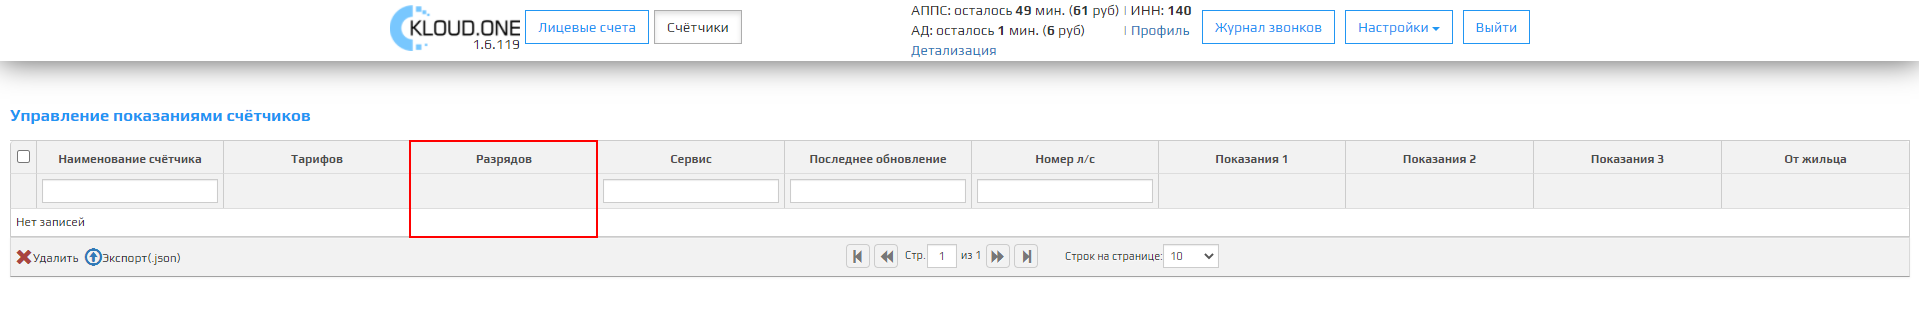 KLOUD.ONE
1.6.119
Лицевые счета
Счётчики
АППС: осталось 49 мин. (61 руб) | ИНН: 140
АД: осталось 1 мин. (6 руб) | Профиль
Детализация
Журнал звонков
Настройки
Выйти
Управление показаниями счётчиков
Наименование счётчика Тарифов Разрядов Сервис Последнее обновление Номер л/с Показания 1 Показания 2 Показания 3 От жильца
Нет записей
Удалить Экспорт(.json) Стр. 1 из 1 Строк на странице: 10